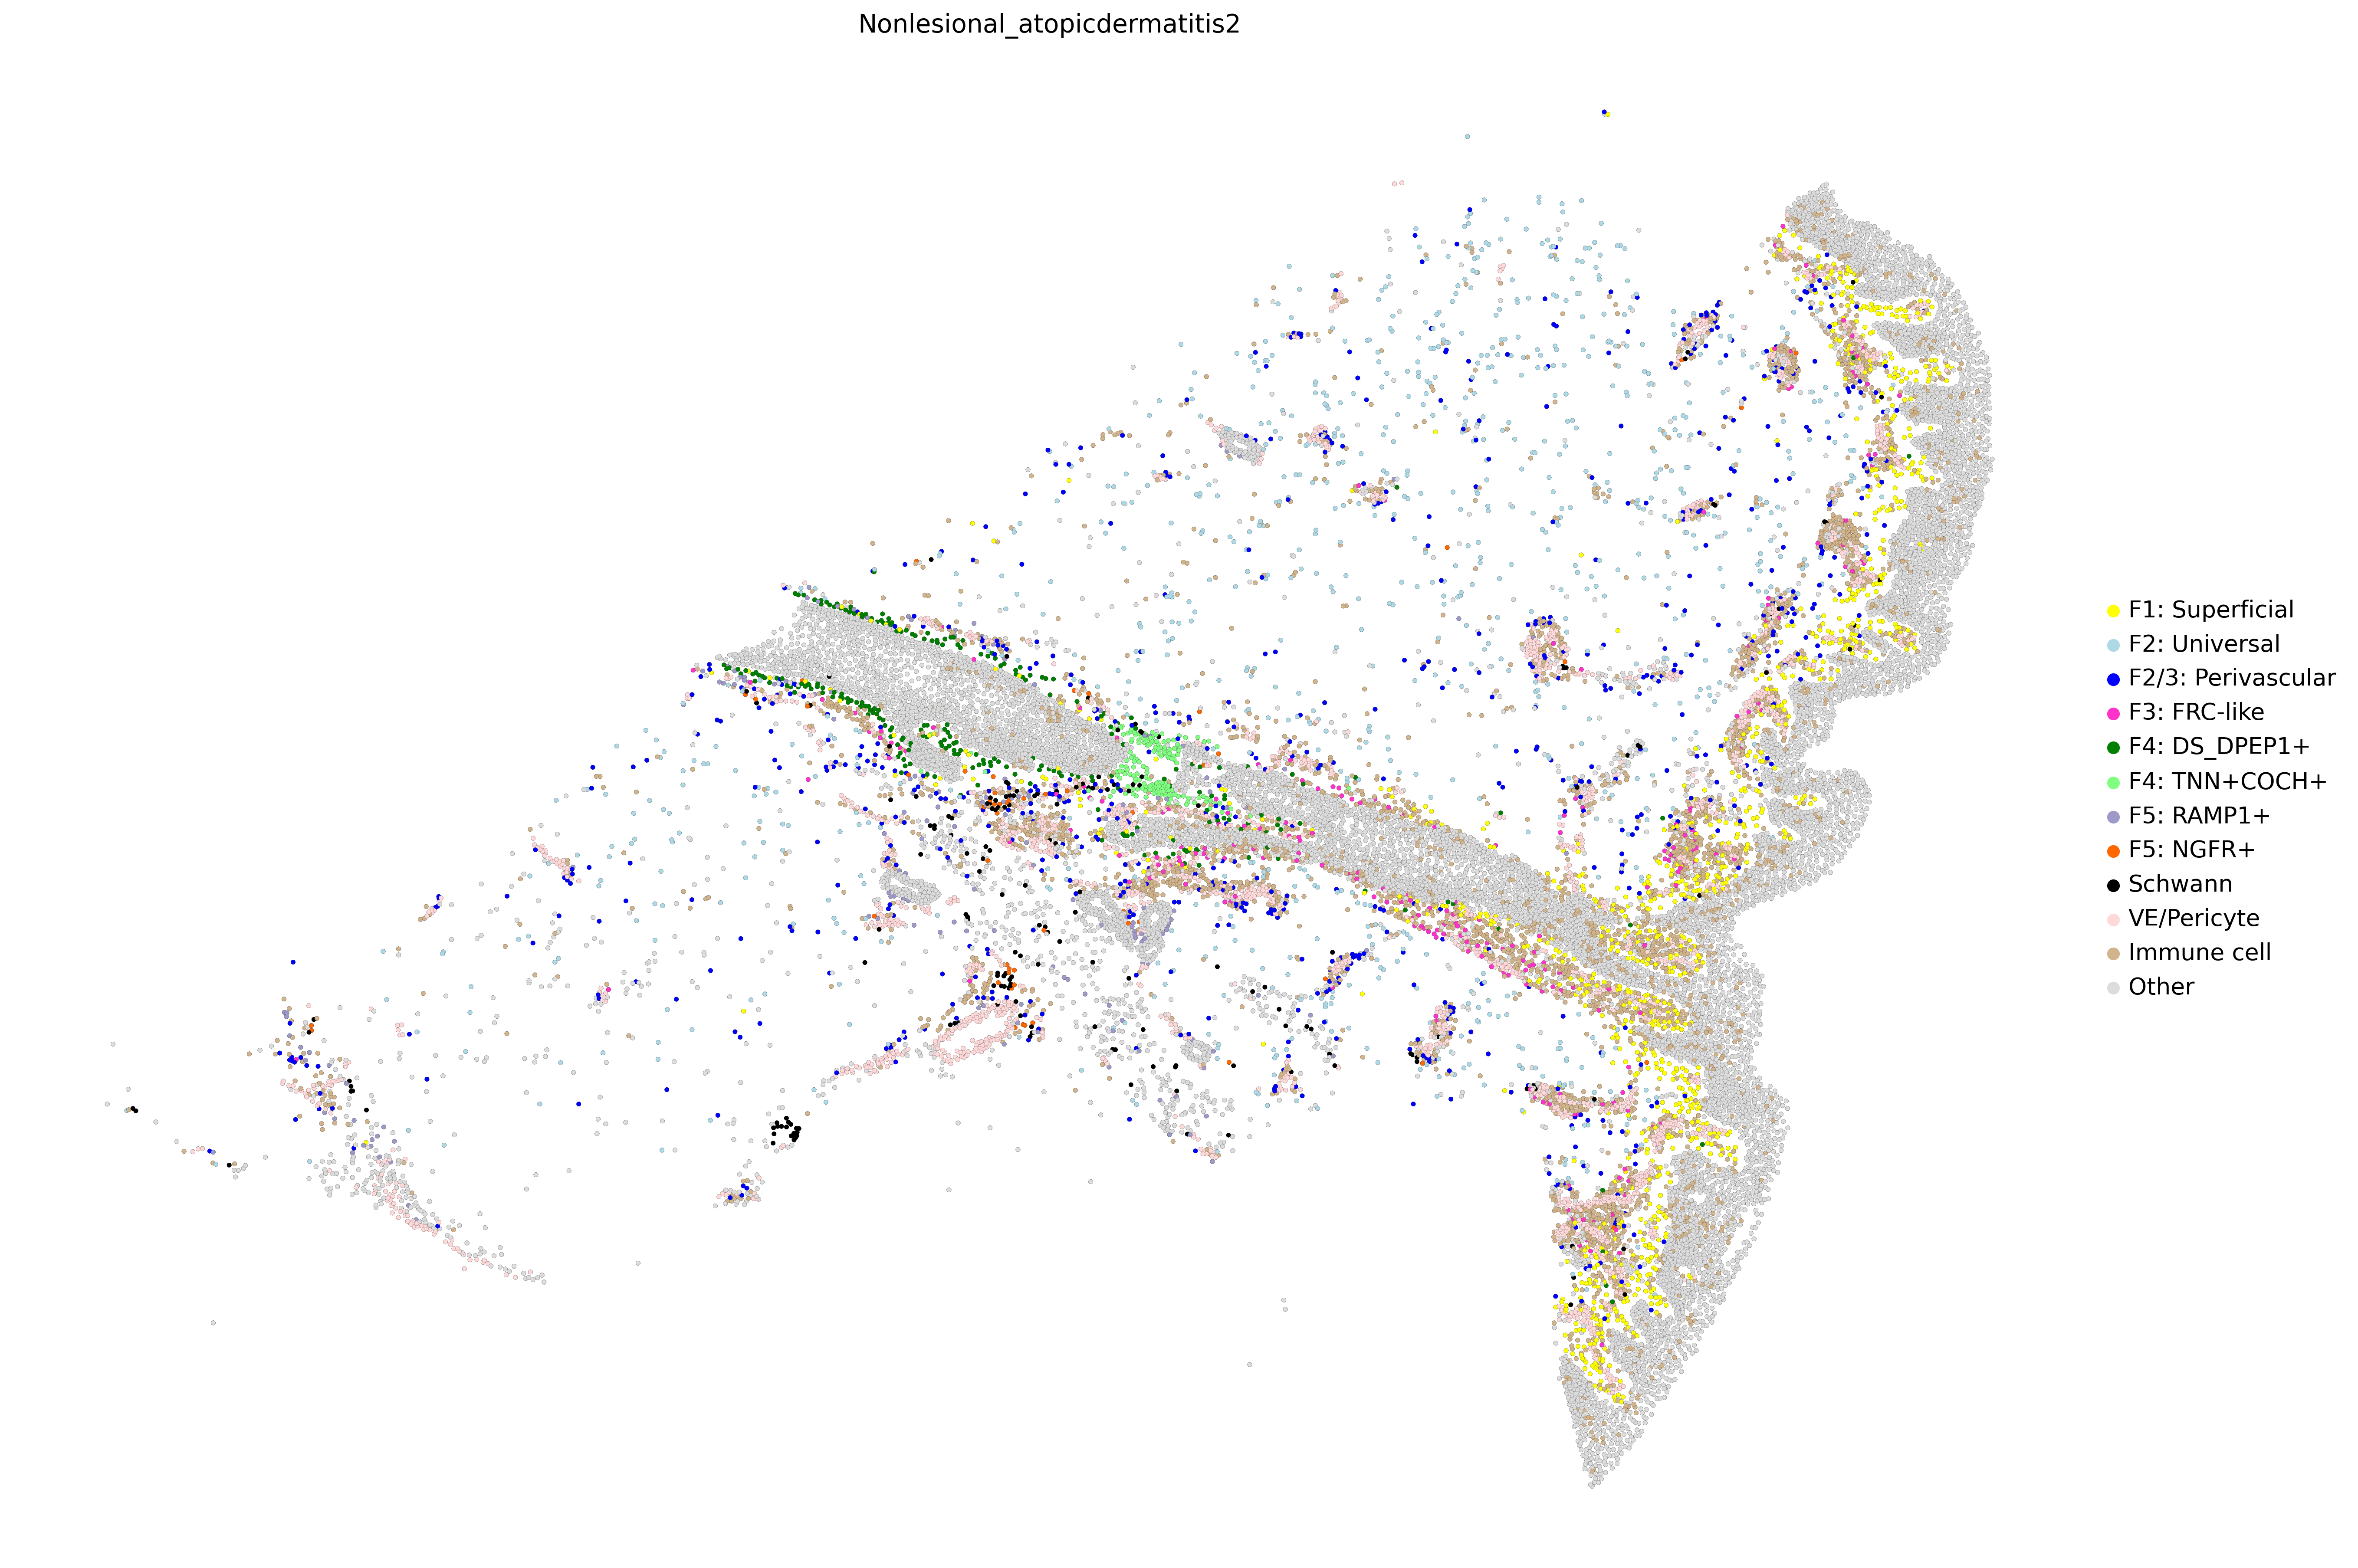 Nonlesional_atopicdermatitis2
F1: Superficial
F2: Universal
F2/3: Perivascular
F3: FRC-like
F4: DS_DPEP1+
F4: TNN+COCH+
F5: RAMP1+
F5: NGFR+
Schwann
VE/Pericyte
Immune cell
Other